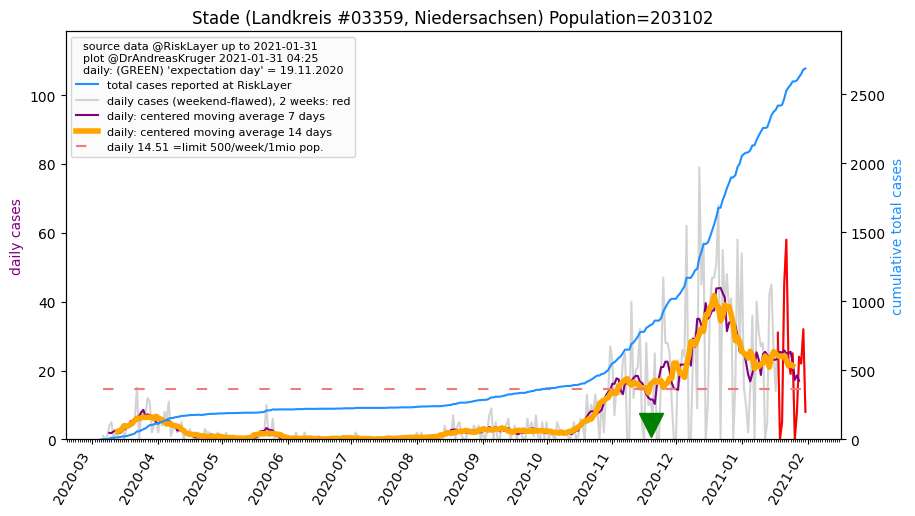 Stade (Landkreis #03359, Niedersachsen) Population=203102
source data @RiskLayer up to 2021-01-31
plot @DrAndreasKruger 2021-01-31 04:25
daily: (GREEN) 'expectation day' = 19.11.2020
total cases reported at RiskLayer
daily cases (weekend-flawed), 2 weeks: red
daily: centered moving average 7 days
daily: centered moving average 14 days
daily 14.51 =limit 500/week/1mio pop.
daily cases
100
80
60
40
20
0
cumulative total cases
2500
2000
1500
1000
500
0
2020-03
2020-04
2020-05
2020-06
2020-07
2020-08
2020-09
2020-10
2020-11
2020-12
2021-01
2021-02